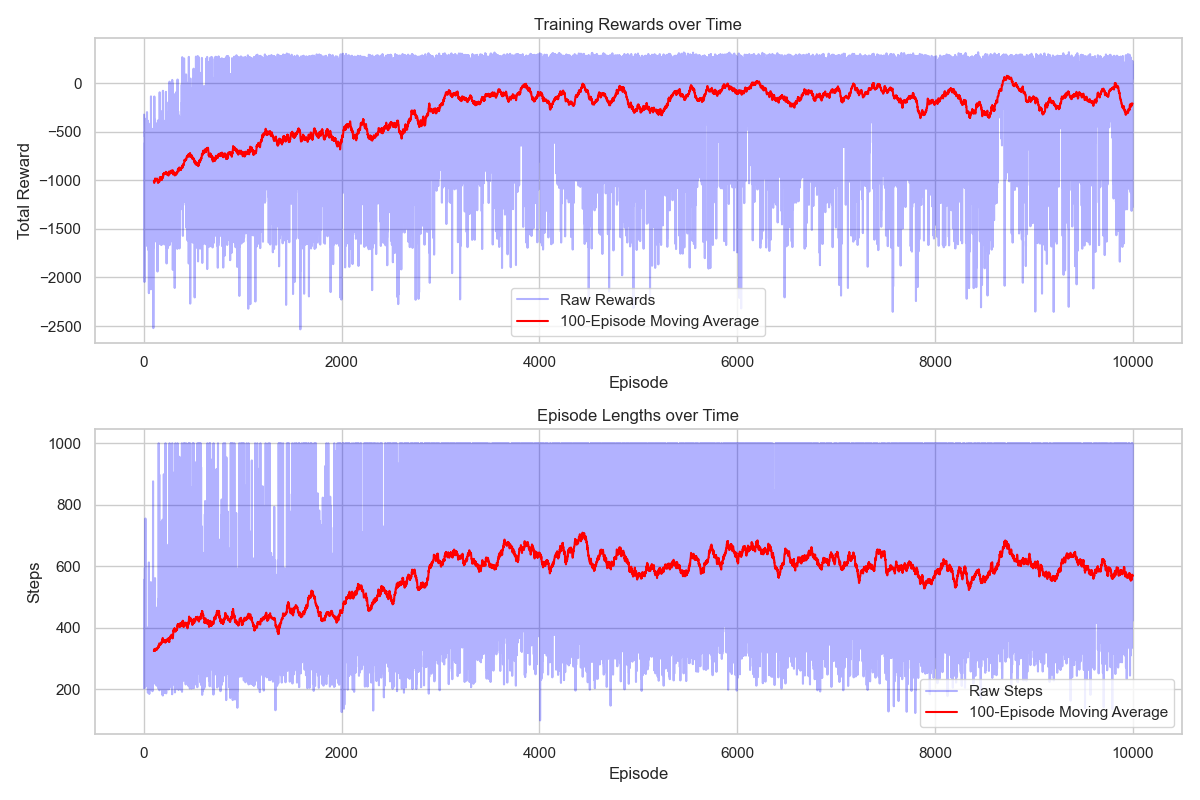 Training Rewards over Time
Total Reward
0
−500
−1000
−1500
−2000
−2500
Raw Rewards
100-Episode Moving Average
0 2000 4000 6000 8000 10000
Episode
Episode Lengths over Time
Steps
1000
800
600
400
200
Raw Steps
100-Episode Moving Average
0 2000 4000 6000 8000 10000
Episode